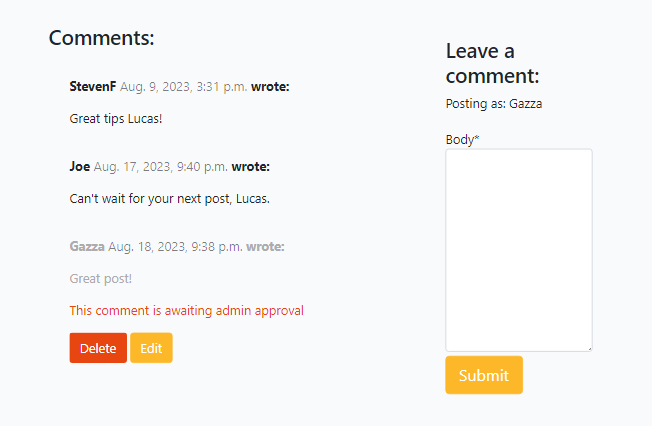 Comments:
StevenF Aug. 9, 2023, 3:31 p.m. wrote:
Great tips Lucas!
Joe Aug. 17, 2023, 9:40 p.m. wrote:
Can't wait for your next post, Lucas.
Gazza Aug. 18, 2023, 9:38 p.m. wrote:
Great post!
This comment is awaiting admin approval
Delete Edit
Leave a
comment:
Posting as: Gazza
Body*
Submit